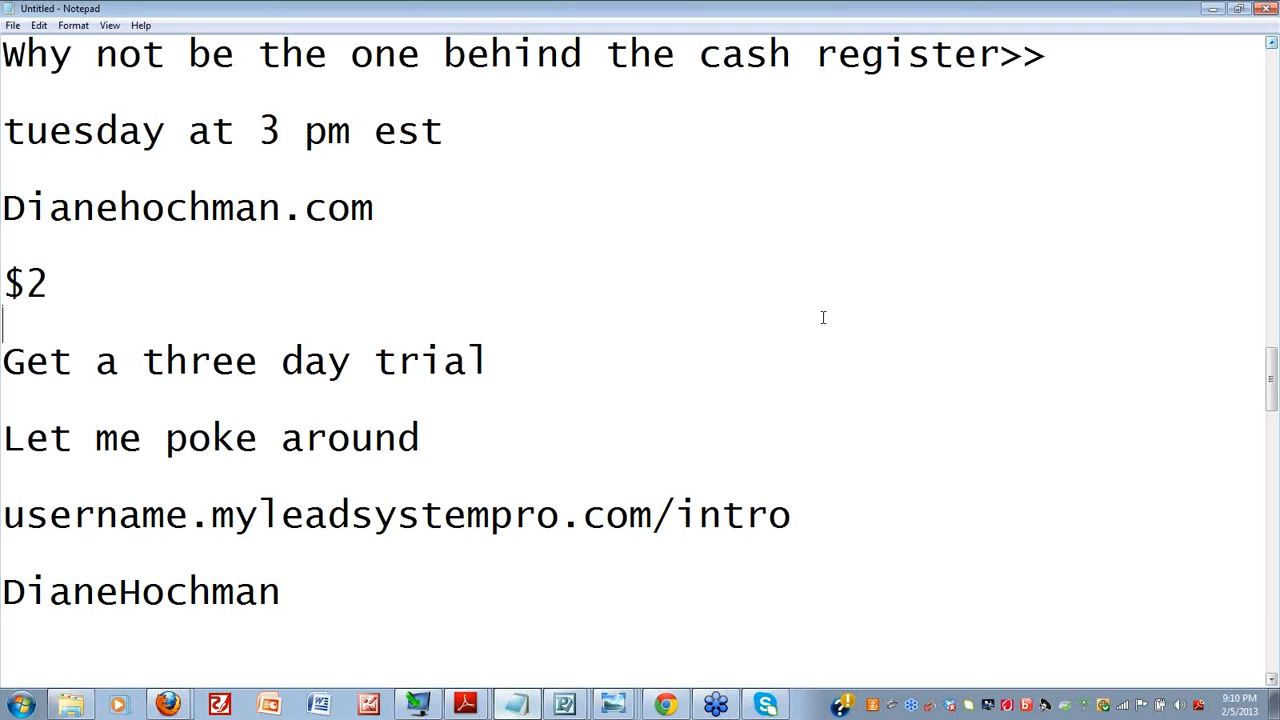 Untitled - Notepad
File Edit Format View Help
Why not be the one behind the cash register>>
tuesday at 3 pm est
Dianehochman.com
$2
Get a three day trial
Let me poke around
username.myleadsystempro.com/intro
DianeHochman
9:10 PM
2/5/2013